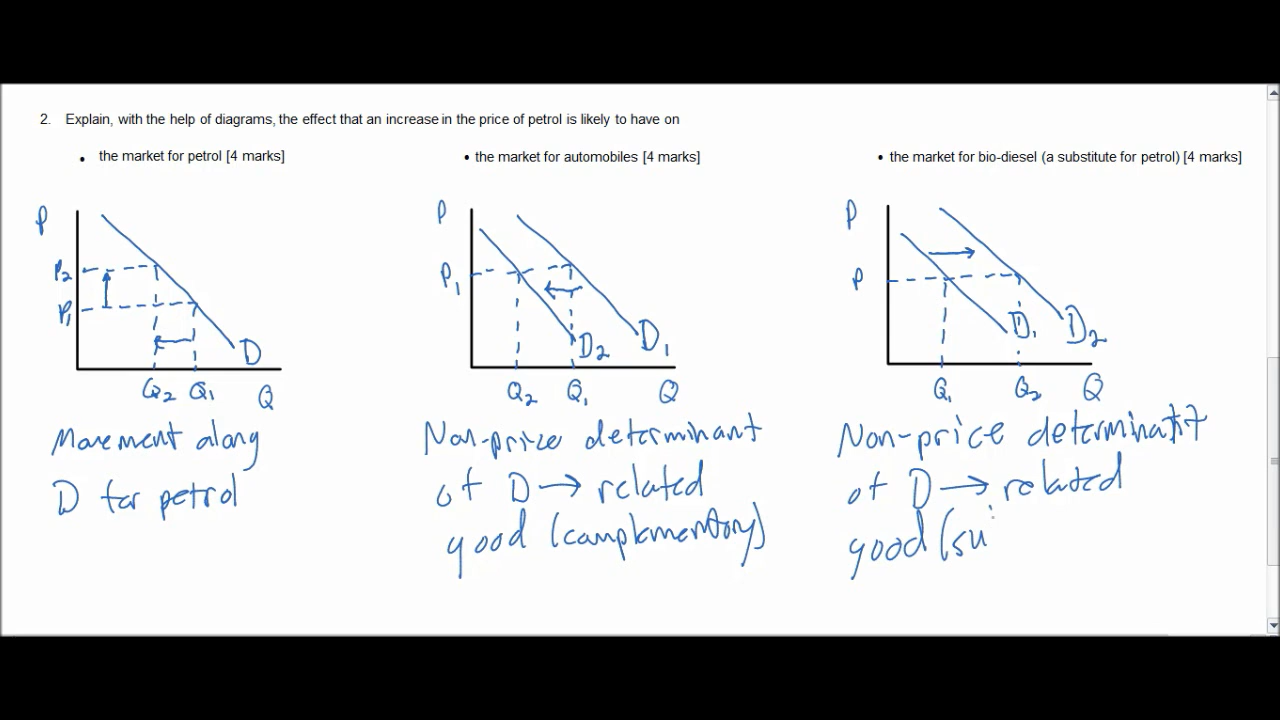 2. Explain, with the help of diagrams, the effect that an increase in the price of petrol is likely to have on
• the market for petrol [4 marks]
P
P2
P1
D
Q2 Q1 Q
Movement along
D for petrol
• the market for automobiles [4 marks]
P
P1
D2 D1
Q2 Q1 Q
Non-price determinant
of D → related
good (complementory)
• the market for bio-diesel (a substitute for petrol) [4 marks]
P
P
D1 D2
Q1 Q2 Q
Non-price determinatit
of D → related
good (su